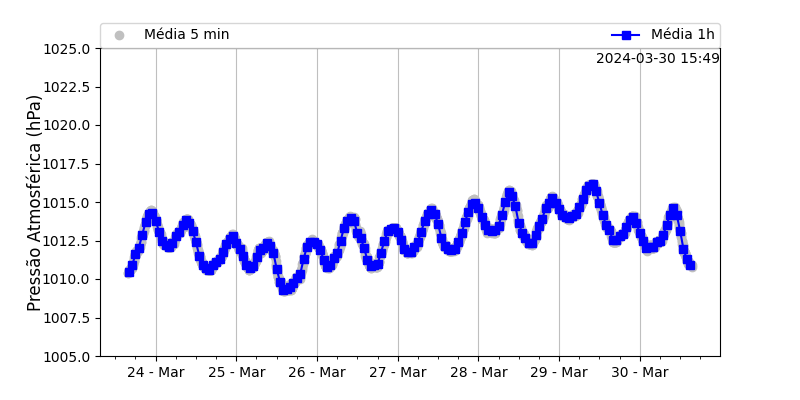 Média 5 min
Média 1h
2024-03-30 15:49
Pressão Atmosférica (hPa)
1025.0
1022.5
1020.0
1017.5
1015.0
1012.5
1010.0
1007.5
1005.0
24 - Mar
25 - Mar
26 - Mar
27 - Mar
28 - Mar
29 - Mar
30 - Mar